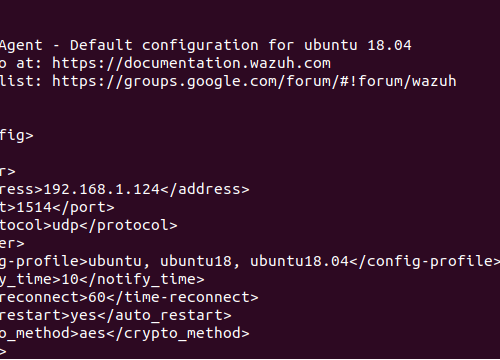 Agent - Default configuration for ubuntu 18.04
o at: https://documentation.wazuh.com
list: https://groups.google.com/forum/#!forum/wazuh
fig>
r>
ress>192.168.1.124</address>
t>1514</port>
tocol>udp</protocol>
er>
g-profile>ubuntu, ubuntu18, ubuntu18.04</config-profile>
y_time>10</notify_time>
reconnect>60</time-reconnect>
restart>yes</auto_restart>
o_method>aes</crypto_method>
>